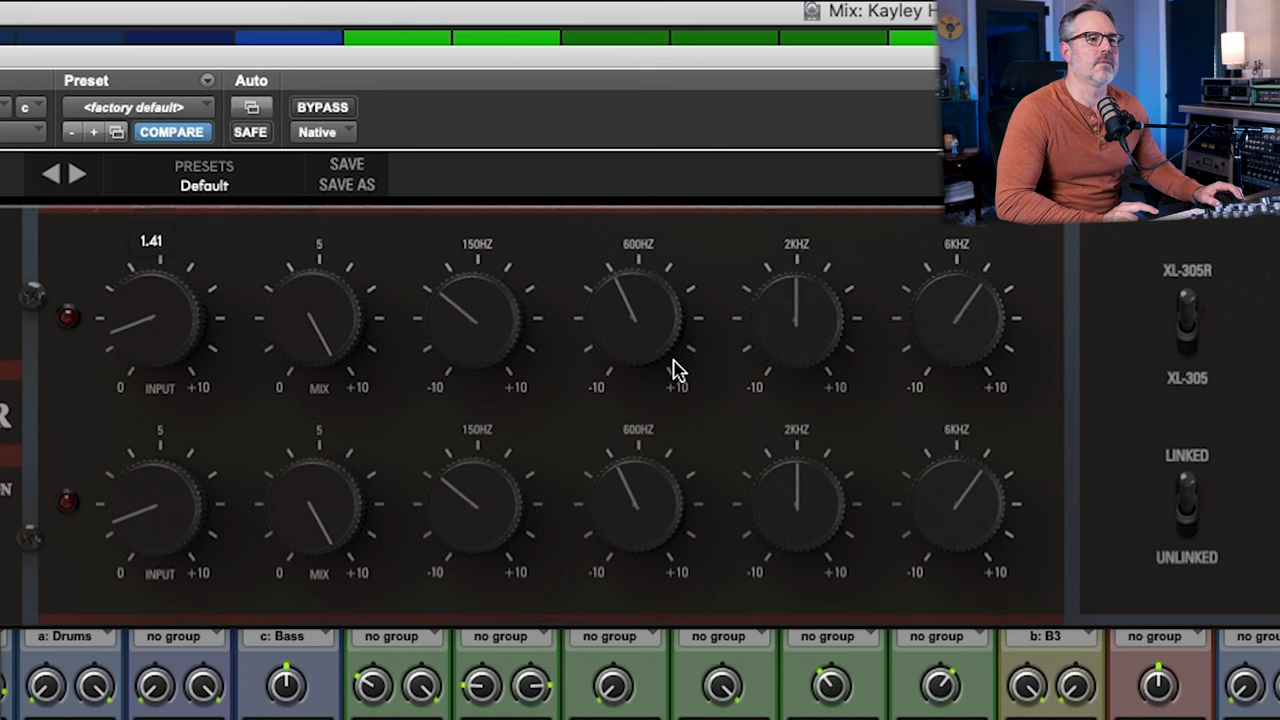 Mix: Kayley H
Preset
Auto
c
<factory default>
BYPASS
- +
COMPARE
SAFE
Native
PRESETS
Default
SAVE
SAVE AS
1.41 5 150HZ 600HZ 2KHZ 6KHZ
0 INPUT +10 0 MIX +10 -10 +10 -10 +10 -10 +10 -10 +10
XL-305R
XL-305
R
N
5 5 150HZ 600HZ 2KHZ 6KHZ
0 INPUT +10 0 MIX +10 -10 +10 -10 +10 -10 +10 -10 +10
LINKED
UNLINKED
a: Drums no group c: Bass no group no group no group no group no group no group b: B3 no group no grou